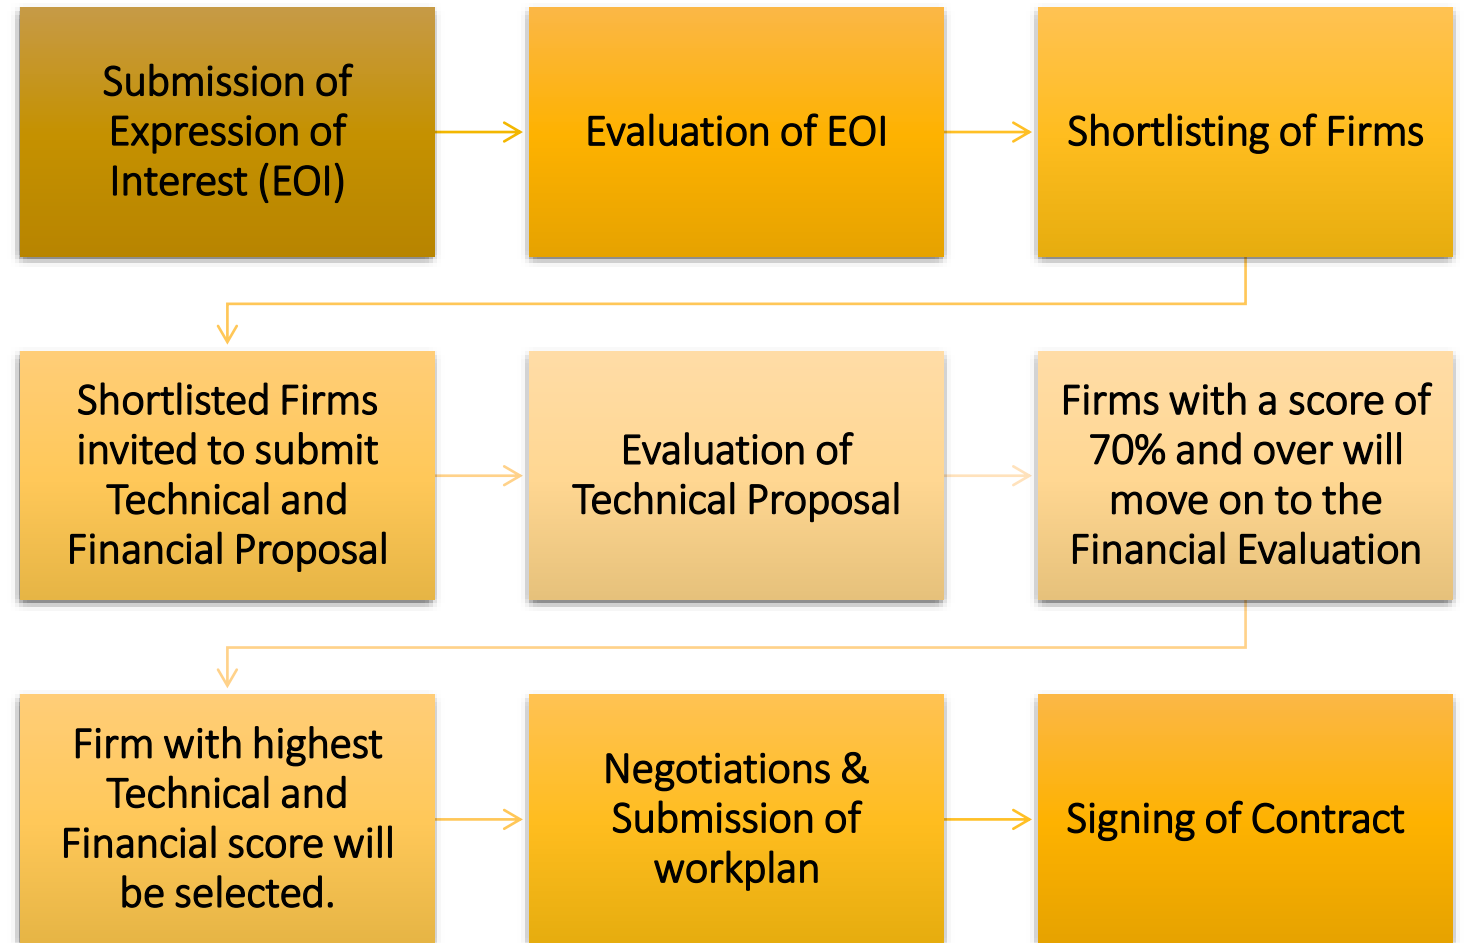 Submission of
Expression of
Interest (EOI)
Evaluation of EOI
Shortlisting of Firms
Shortlisted Firms
invited to submit
Technical and
Financial Proposal
Evaluation of
Technical Proposal
Firms with a score of
70% and over will
move on to the
Financial Evaluation
Firm with highest
Technical and
Financial score will
be selected.
Negotiations &
Submission of
workplan
Signing of Contract